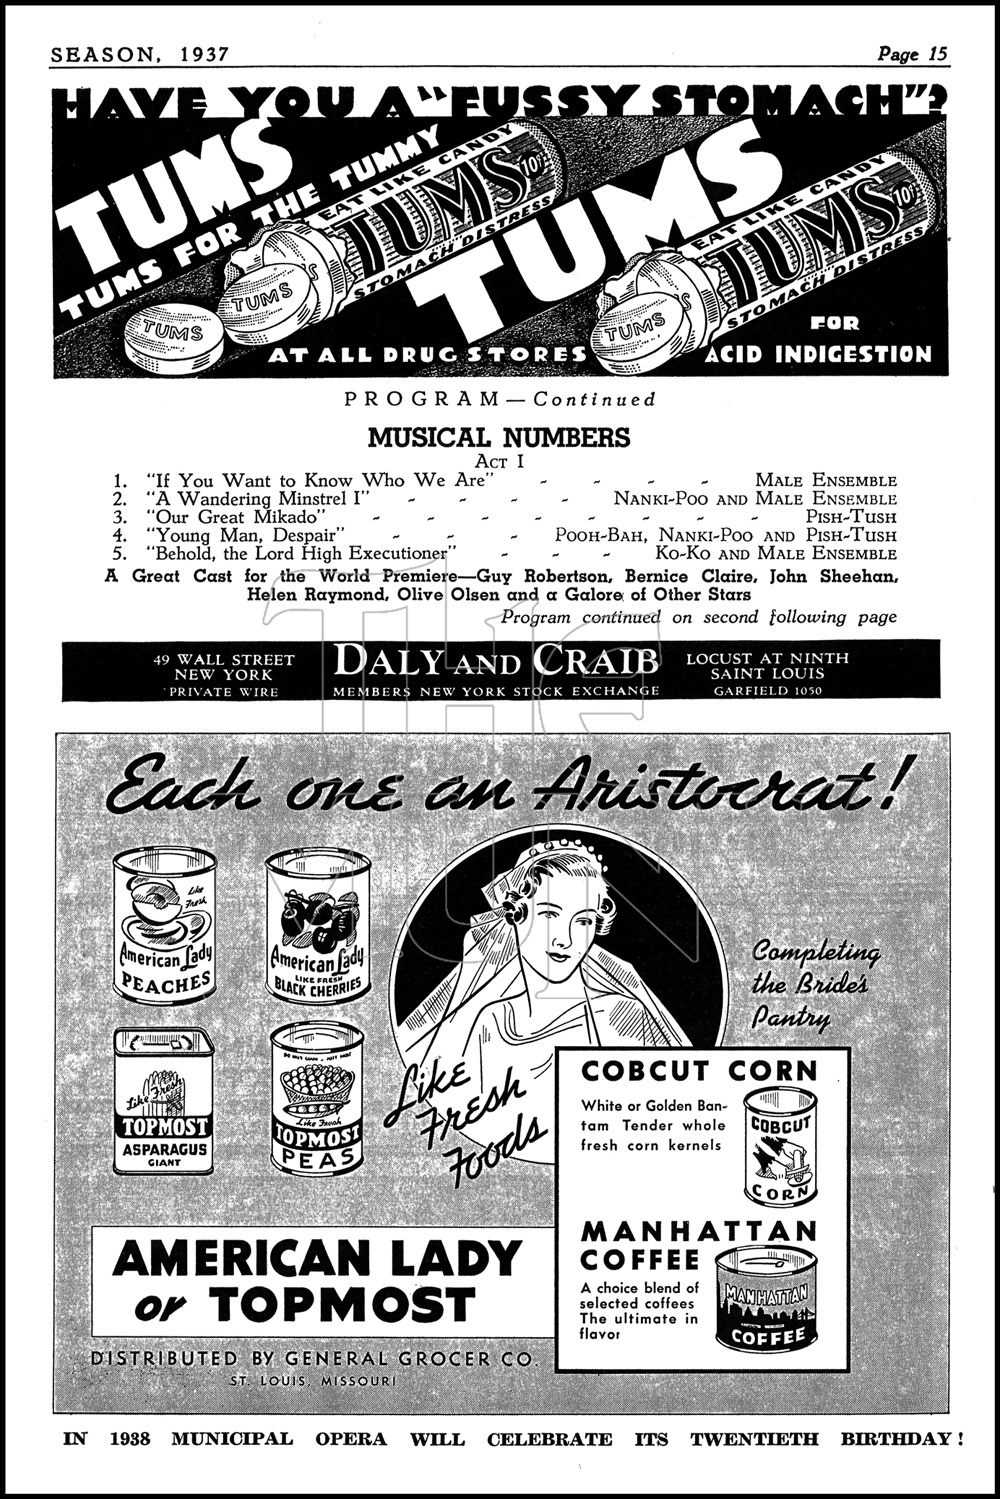 SEASON, 1937
Page 15
HAVE YOU A "FUSSY STOMACH"?
TUMS
TUMS FOR THE TUMMY
EAT LIKE CANDY
TUMS 10¢
STOMACH DISTRESS
TUMS
TUMS
TUMS
EAT LIKE CANDY
TUMS 10¢
STOMACH DISTRESS
TUMS
AT ALL DRUG STORES
FOR
ACID INDIGESTION
PROGRAM—Continued
MUSICAL NUMBERS
ACT I
1. "If You Want to Know Who We Are" - - - - MALE ENSEMBLE
2. "A Wandering Minstrel I" - - - - NANKI-POO AND MALE ENSEMBLE
3. "Our Great Mikado" - - - - - - - - PISH-TUSH
4. "Young Man, Despair" - - - POOH-BAH, NANKI-POO AND PISH-TUSH
5. "Behold, the Lord High Executioner" - - - KO-KO AND MALE ENSEMBLE
A Great Cast for the World Premiere—Guy Robertson, Bernice Claire, John Sheehan,
Helen Raymond, Olive Olsen and a Galore of Other Stars
Program continued on second following page
49 WALL STREET
NEW YORK
PRIVATE WIRE
DALY AND CRAIB
MEMBERS NEW YORK STOCK EXCHANGE
LOCUST AT NINTH
SAINT LOUIS
GARFIELD 1050
The
MUNY
Each one an Aristocrat!
Like
Fresh
American Lady
PEACHES
American Lady
LIKE FRESH
BLACK CHERRIES
Completing
the Bride's
Pantry
Like Fresh
TOPMOST
ASPARAGUS
GIANT
DO NOT COOK - JUST HEAT
Like Fresh
TOPMOST
PEAS
Like
Fresh
Foods
COBCUT CORN
White or Golden Ban-
tam Tender whole
fresh corn kernels
COBCUT
CORN
MANHATTAN
COFFEE
A choice blend of
selected coffees
The ultimate in
flavor
MANHATTAN
COFFEE
AMERICAN LADY
or TOPMOST
DISTRIBUTED BY GENERAL GROCER CO.
ST. LOUIS, MISSOURI
IN 1938 MUNICIPAL OPERA WILL CELEBRATE ITS TWENTIETH BIRTHDAY!